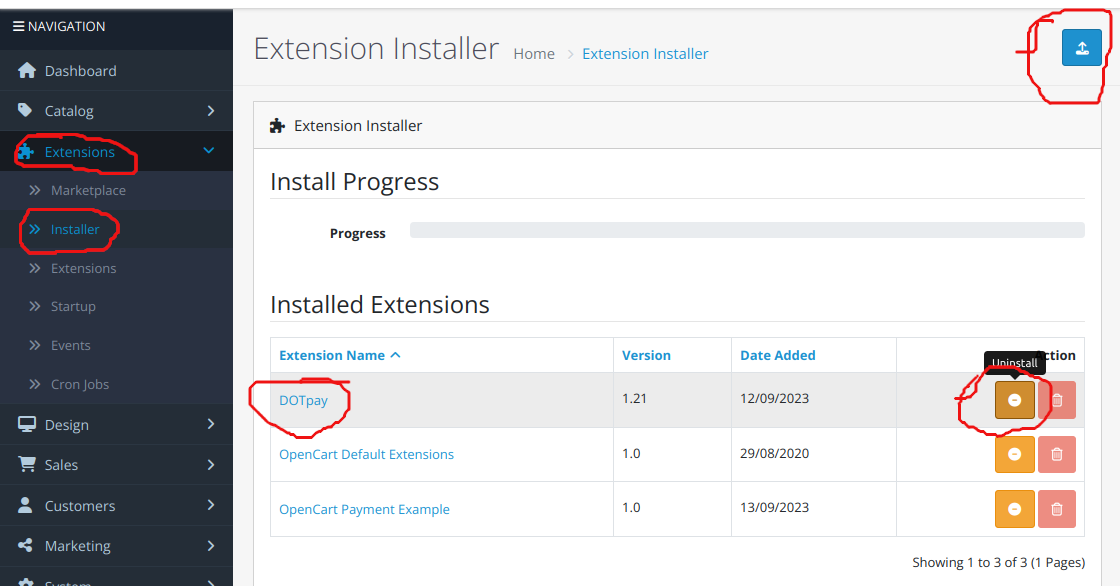 NAVIGATION
Dashboard
Catalog
Extensions
Marketplace
Installer
Extensions
Startup
Events
Cron Jobs
Design
Sales
Customers
Marketing
System
Extension Installer Home Extension Installer
Extension Installer
Install Progress
Progress
Installed Extensions
Extension Name Version Date Added Action
Uninstall
DOTpay 1.21 12/09/2023
OpenCart Default Extensions 1.0 29/08/2020
OpenCart Payment Example 1.0 13/09/2023
Showing 1 to 3 of 3 (1 Pages)